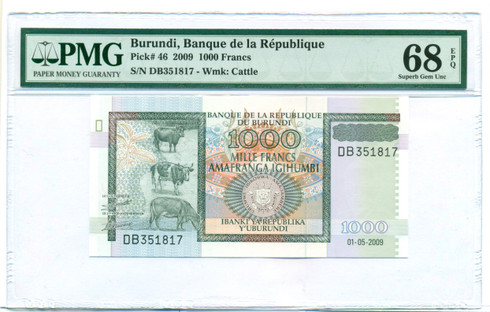 PMG
PAPER MONEY GUARANTY
Burundi, Banque de la République
Pick# 46 2009 1000 Francs
S/N DB351817 - Wmk: Cattle
68 EPQ
Superb Gem Unc
BANQUE DE LA RÉPUBLIQUE
DU BURUNDI
1000
MILLE FRANCS
AMAFRANGA IGIHUMBI
DB351817
IBANKI YA REPUBLIKA
Y'UBURUNDI
DB351817
1000
01-05-2009